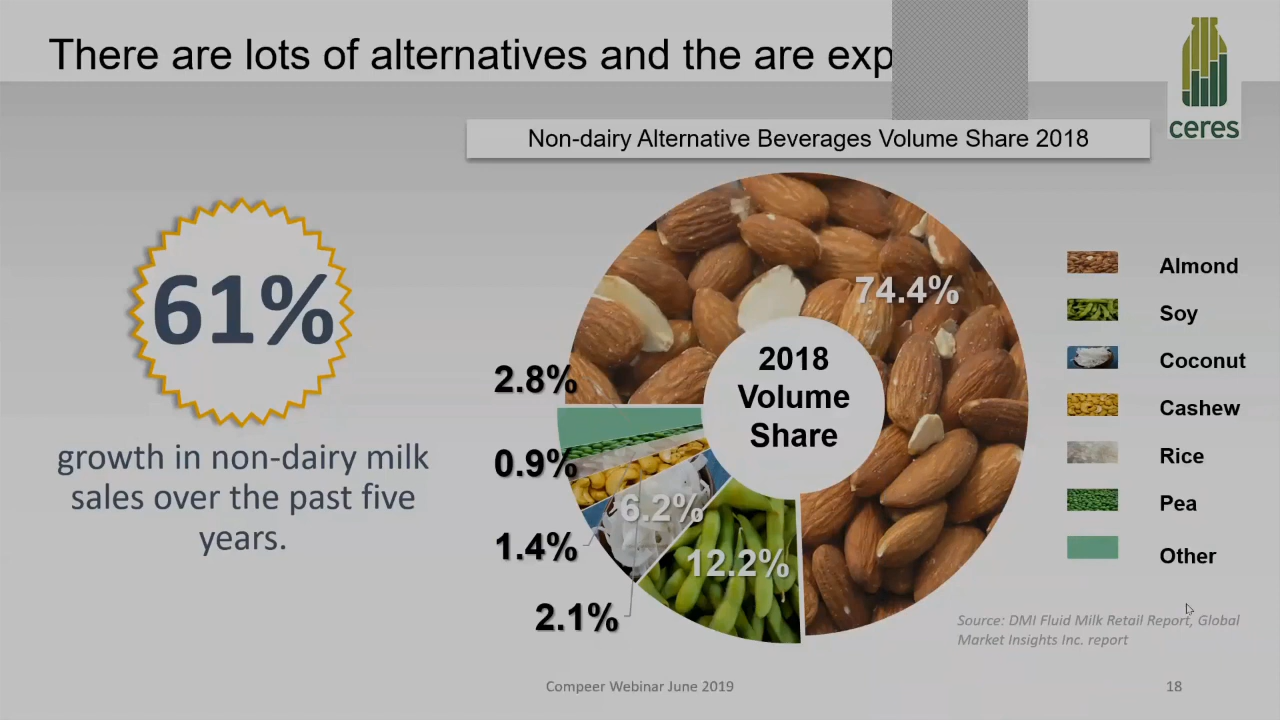 There are lots of alternatives and the are exp
ceres
Non-dairy Alternative Beverages Volume Share 2018
61%
growth in non-dairy milk
sales over the past five
years.
74.4%
2018
Volume
Share
2.8%
0.9%
1.4%
2.1%
6.2%
12.2%
Almond
Soy
Coconut
Cashew
Rice
Pea
Other
Source: DMI Fluid Milk Retail Report, Global
Market Insights Inc. report
Compeer Webinar June 2019
18